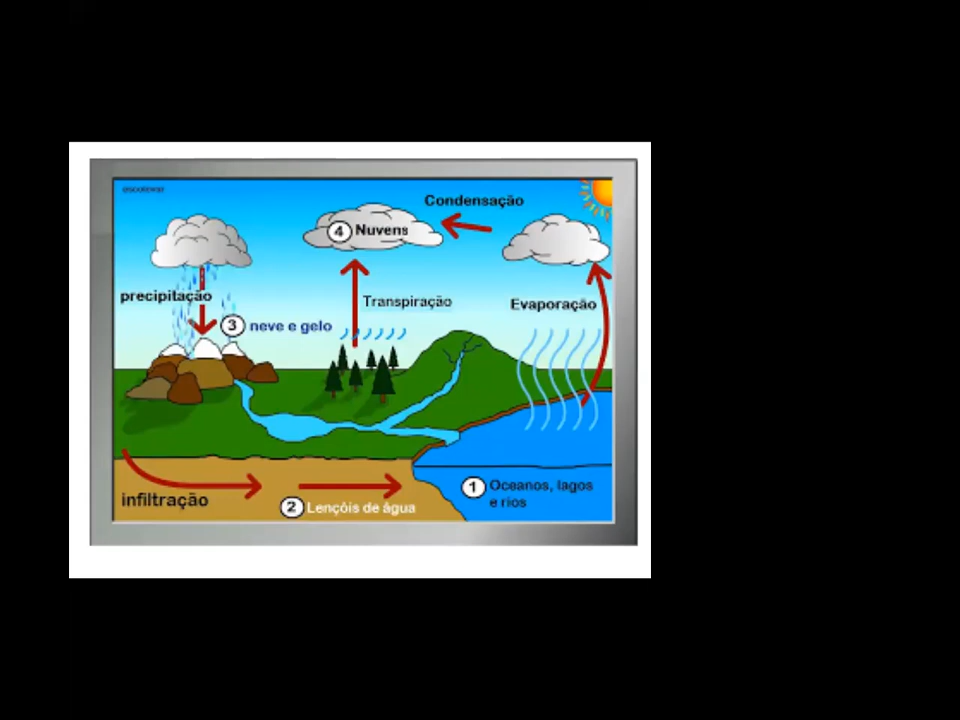 Condensação
4 Nuvens
precipitação
Transpiração
Evaporação
3 neve e gelo
infiltração
1 Oceanos, lagos
e rios
2 Lençóis de água